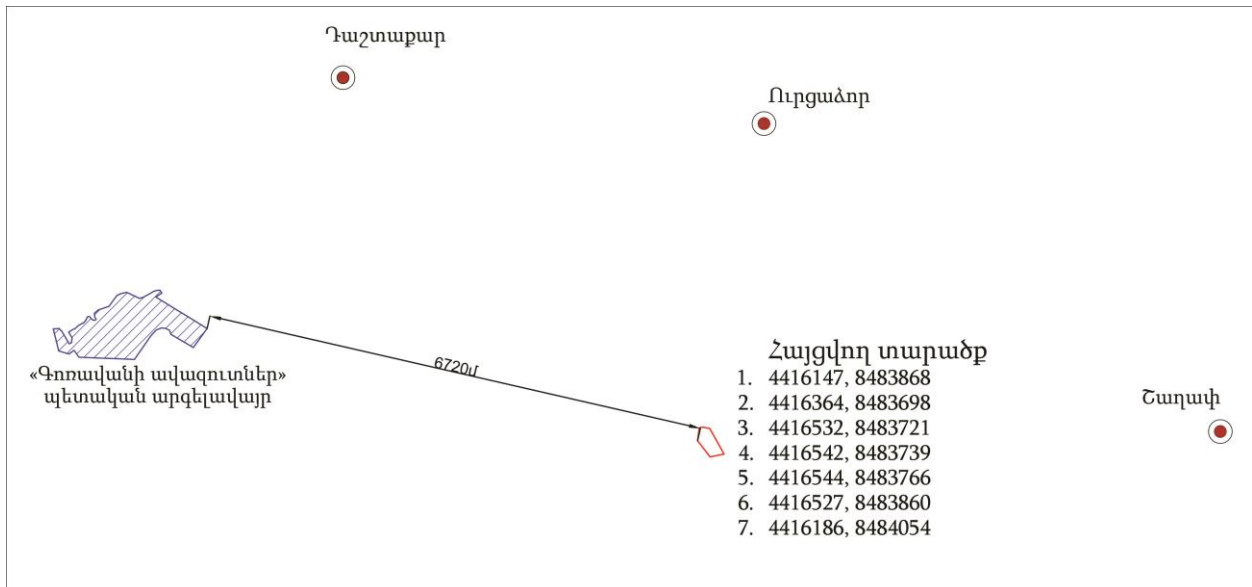 Դաշտաքար
Ուրցաձոր
6720մ
«Գոռավանի ավազուտներ»
պետական արգելավայր
Հայցվող տարածք
1. 4416147, 8483868
2. 4416364, 8483698
3. 4416532, 8483721
4. 4416542, 8483739
5. 4416544, 8483766
6. 4416527, 8483860
7. 4416186, 8484054
Շաղափ